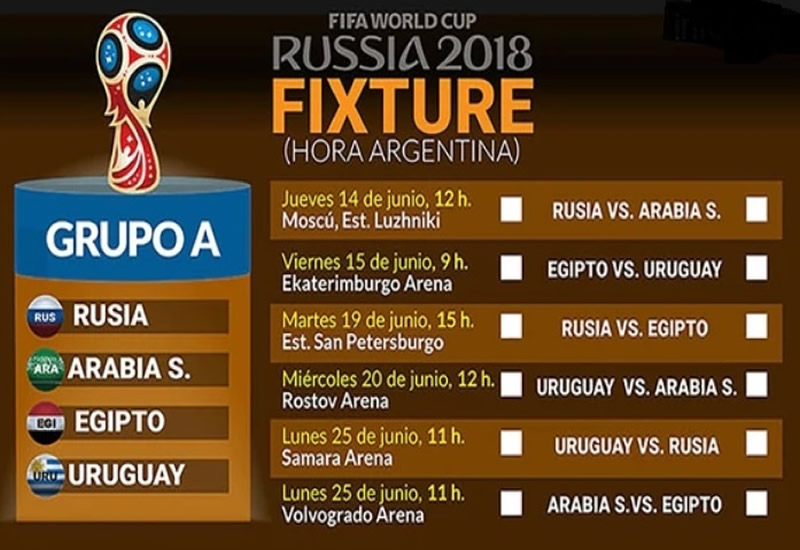 FIFA WORLD CUP
RUSSIA 2018
FIXTURE
(HORA ARGENTINA)
GRUPO A
RUS RUSIA
ARA ARABIA S.
EGI EGIPTO
URU URUGUAY
Jueves 14 de junio, 12 h.
Moscú, Est. Luzhniki
RUSIA VS. ARABIA S.
Viernes 15 de junio, 9 h.
Ekaterimburgo Arena
EGIPTO VS. URUGUAY
Martes 19 de junio, 15 h.
Est. San Petersburgo
RUSIA VS. EGIPTO
Miércoles 20 de junio, 12 h.
Rostov Arena
URUGUAY VS. ARABIA S.
Lunes 25 de junio, 11 h.
Samara Arena
URUGUAY VS. RUSIA
Lunes 25 de junio, 11 h.
Volvogrado Arena
ARABIA S.VS. EGIPTO